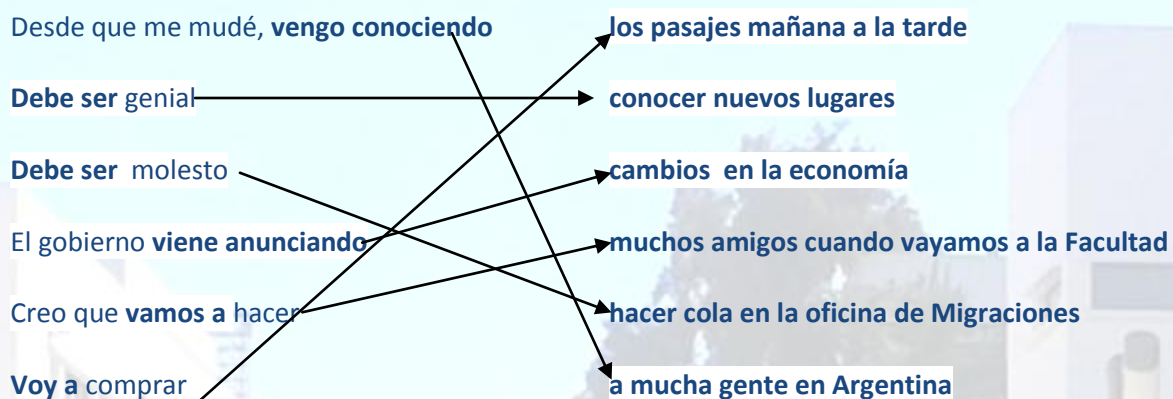 Desde que me mudé, vengo conociendo los pasajes mañana a la tarde
Debe ser genial conocer nuevos lugares
Debe ser molesto cambios en la economía
El gobierno viene anunciando muchos amigos cuando vayamos a la Facultad
Creo que vamos a hacer hacer cola en la oficina de Migraciones
Voy a comprar a mucha gente en Argentina